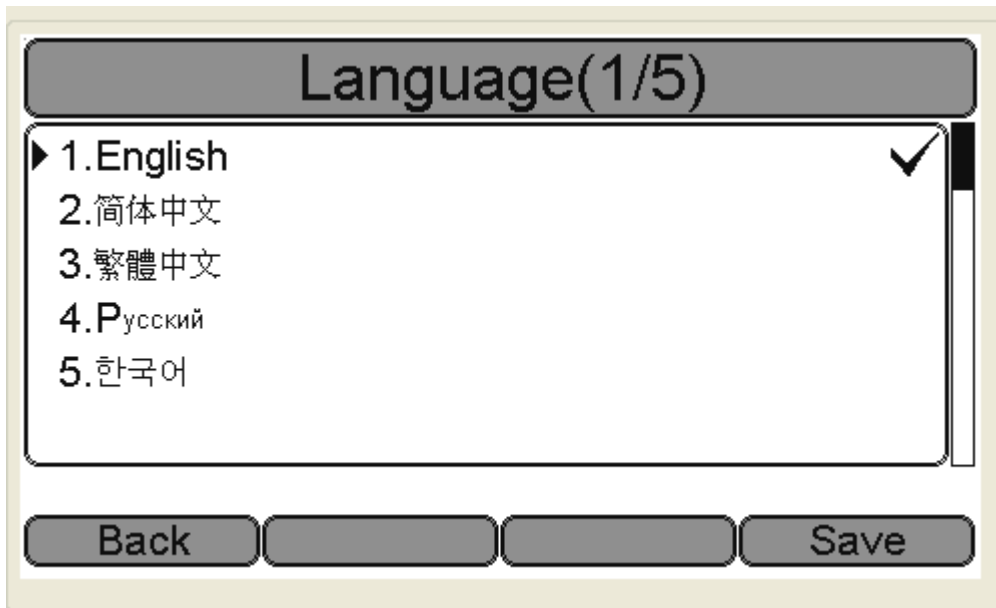 Language(1/5)
1.English
2.简体中文
3.繁體中文
4.Русский
5.한국어
Back
Save